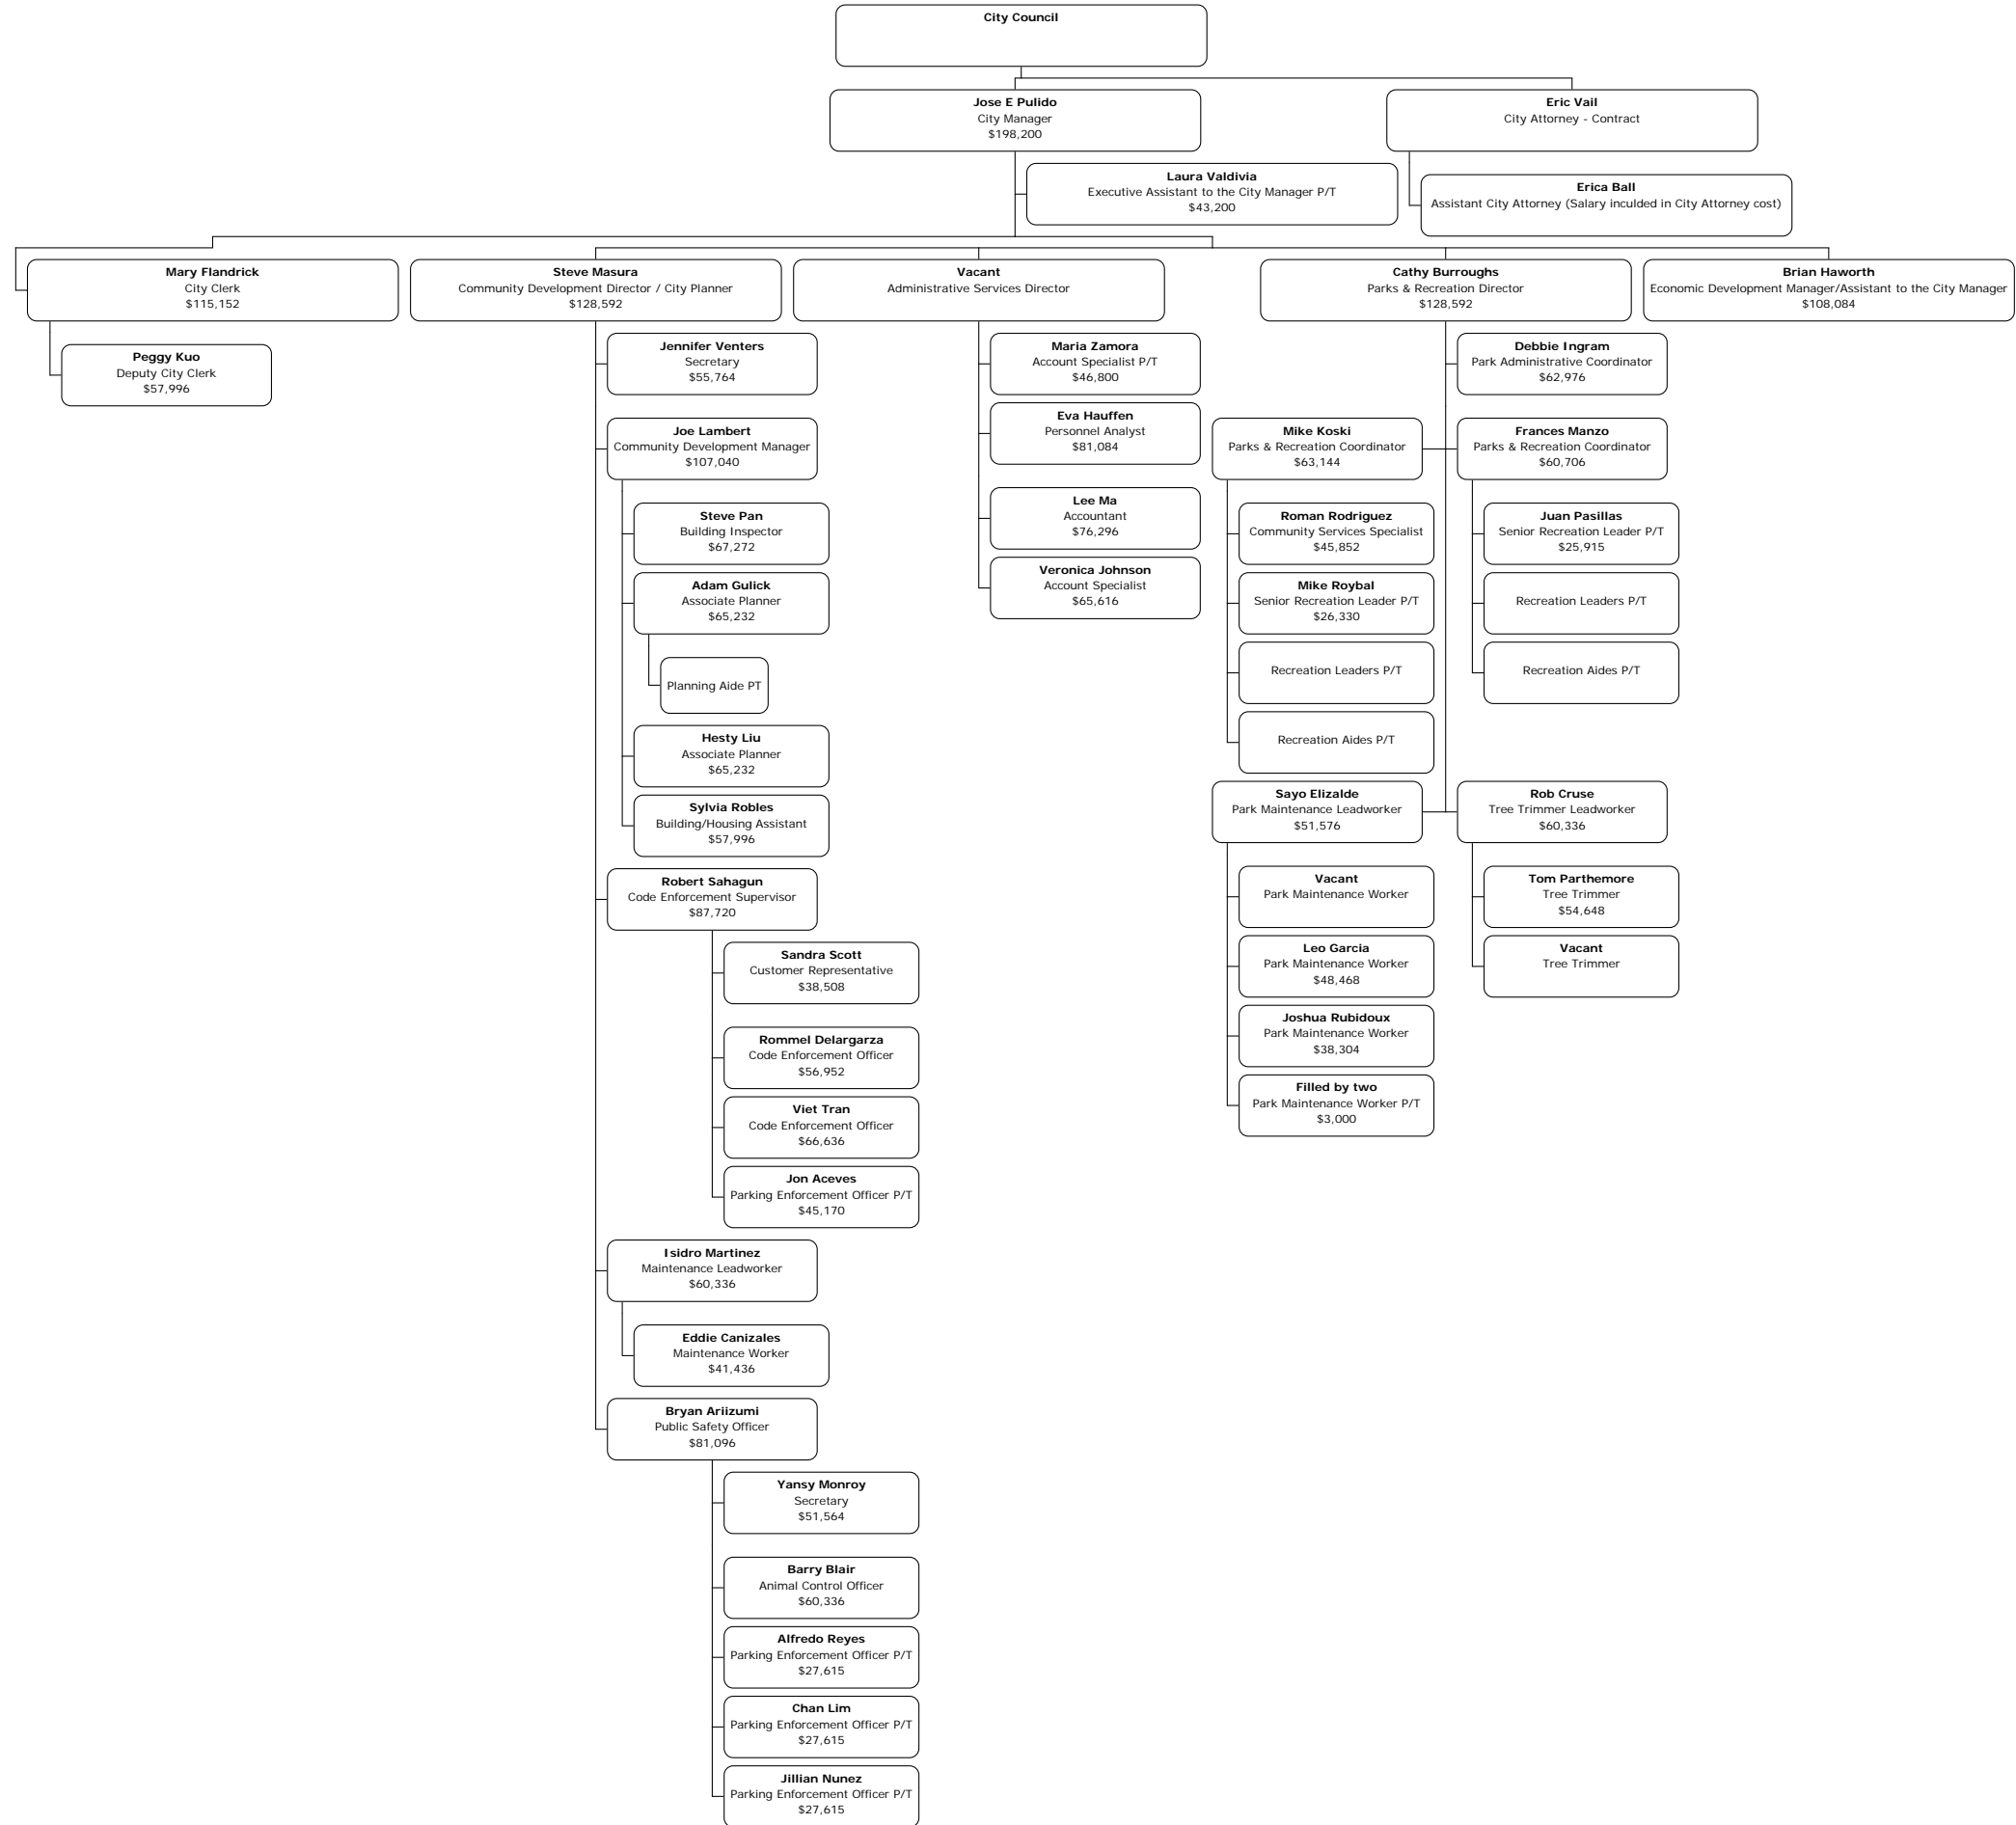 City Council
Jose E Pulido
City Manager
$198,200
Eric Vail
City Attorney - Contract
Laura Valdivia
Executive Assistant to the City Manager P/T
$43,200
Erica Ball
Assistant City Attorney (Salary inculded in City Attorney cost)
Mary Flandrick
City Clerk
$115,152
Peggy Kuo
Deputy City Clerk
$57,996
Steve Masura
Community Development Director / City Planner
$128,592
Jennifer Venters
Secretary
$55,764
Joe Lambert
Community Development Manager
$107,040
Steve Pan
Building Inspector
$67,272
Adam Gulick
Associate Planner
$65,232
Planning Aide PT
Hesty Liu
Associate Planner
$65,232
Sylvia Robles
Building/Housing Assistant
$57,996
Robert Sahagun
Code Enforcement Supervisor
$87,720
Sandra Scott
Customer Representative
$38,508
Rommel Delargarza
Code Enforcement Officer
$56,952
Viet Tran
Code Enforcement Officer
$66,636
Jon Aceves
Parking Enforcement Officer P/T
$45,170
Isidro Martinez
Maintenance Leadworker
$60,336
Eddie Canizales
Maintenance Worker
$41,436
Bryan Ariizumi
Public Safety Officer
$81,096
Yansy Monroy
Secretary
$51,564
Barry Blair
Animal Control Officer
$60,336
Alfredo Reyes
Parking Enforcement Officer P/T
$27,615
Chan Lim
Parking Enforcement Officer P/T
$27,615
Jillian Nunez
Parking Enforcement Officer P/T
$27,615
Vacant
Administrative Services Director
Maria Zamora
Account Specialist P/T
$46,800
Eva Hauffen
Personnel Analyst
$81,084
Lee Ma
Accountant
$76,296
Veronica Johnson
Account Specialist
$65,616
Cathy Burroughs
Parks & Recreation Director
$128,592
Debbie Ingram
Park Administrative Coordinator
$62,976
Mike Koski
Parks & Recreation Coordinator
$63,144
Roman Rodriguez
Community Services Specialist
$45,852
Mike Roybal
Senior Recreation Leader P/T
$26,330
Recreation Leaders P/T
Recreation Aides P/T
Frances Manzo
Parks & Recreation Coordinator
$60,706
Juan Pasillas
Senior Recreation Leader P/T
$25,915
Recreation Leaders P/T
Recreation Aides P/T
Sayo Elizalde
Park Maintenance Leadworker
$51,576
Vacant
Park Maintenance Worker
Leo Garcia
Park Maintenance Worker
$48,468
Joshua Rubidoux
Park Maintenance Worker
$38,304
Filled by two
Park Maintenance Worker P/T
$3,000
Rob Cruse
Tree Trimmer Leadworker
$60,336
Tom Parthemore
Tree Trimmer
$54,648
Vacant
Tree Trimmer
Brian Haworth
Economic Development Manager/Assistant to the City Manager
$108,084